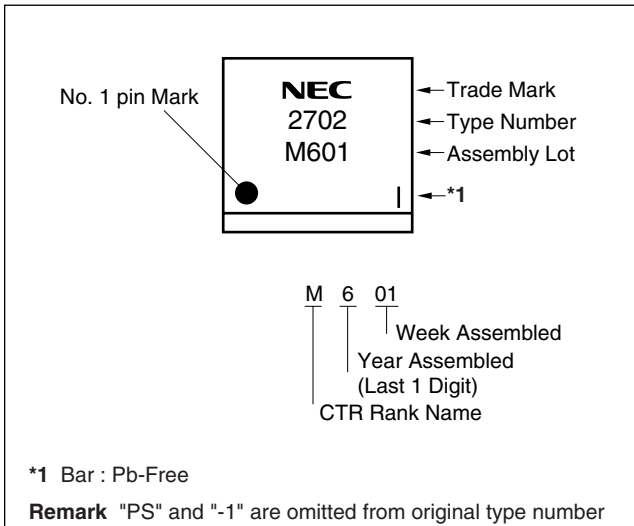 NEC
2702
M601
No. 1 pin Mark
Trade Mark
Type Number
Assembly Lot
*1
M 6 01
Week Assembled
Year Assembled
(Last 1 Digit)
CTR Rank Name
*1 Bar : Pb-Free
Remark "PS" and "-1" are omitted from original type number